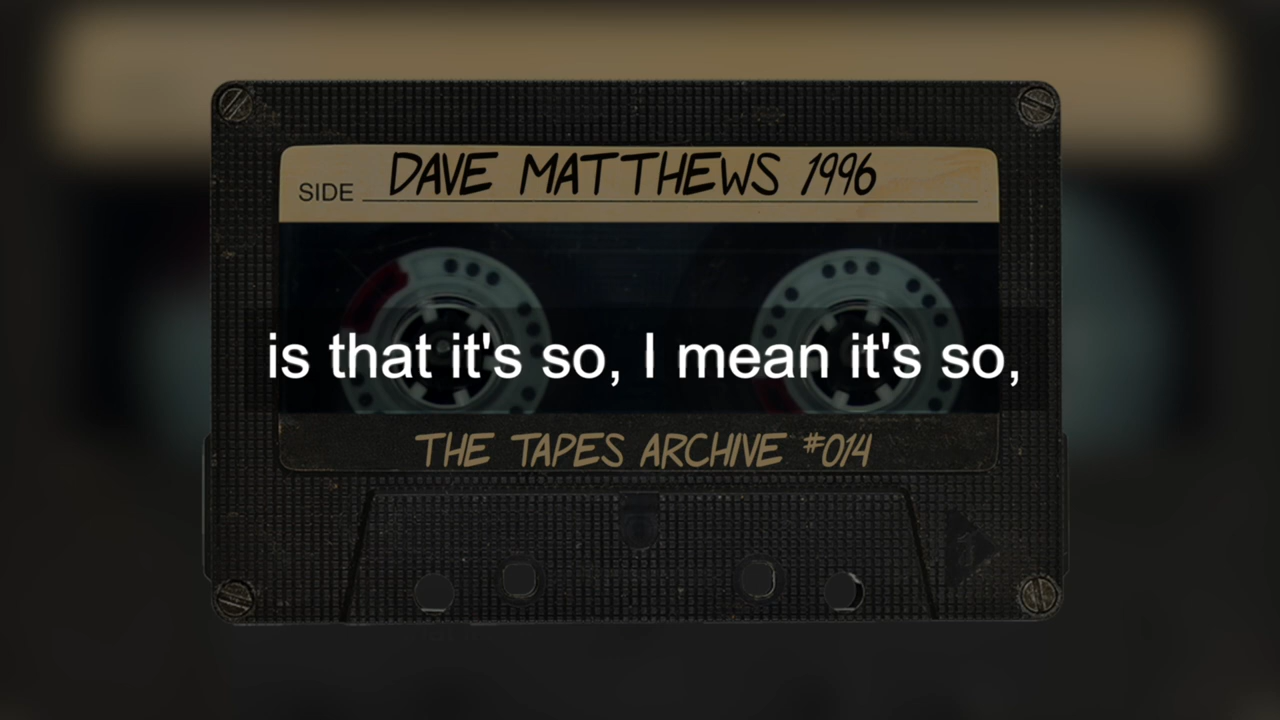 DAVE MATTHEWS 1996
SIDE
is that it's so, I mean it's so,
THE TAPES ARCHIVE #014